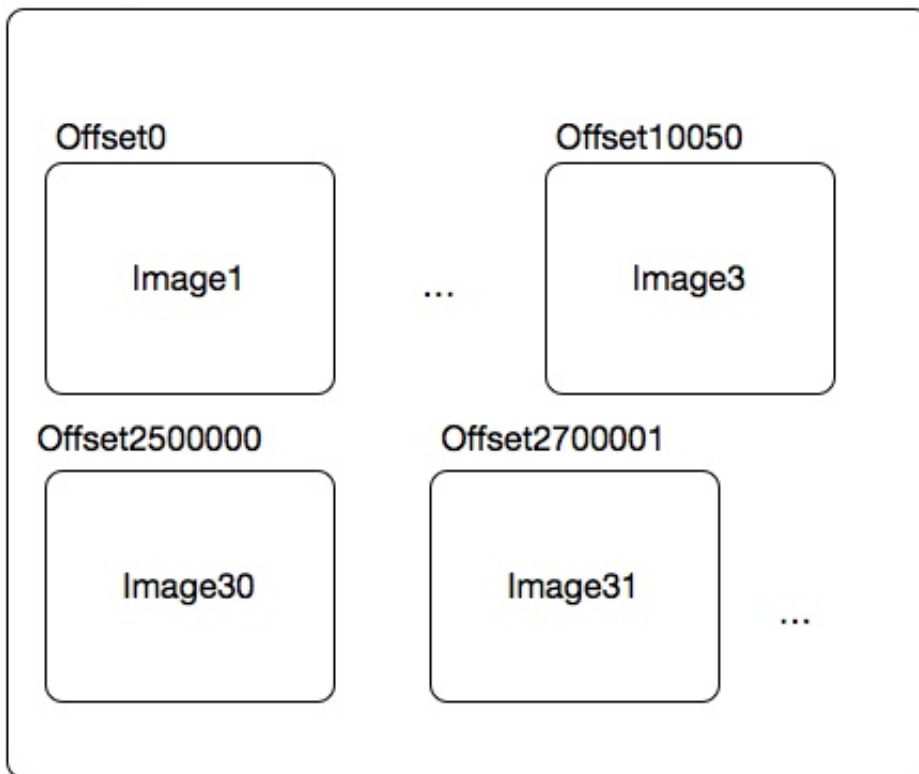 Offset0
Offset10050
Image1
...
Image3
Offset2500000
Offset2700001
Image30
Image31
...